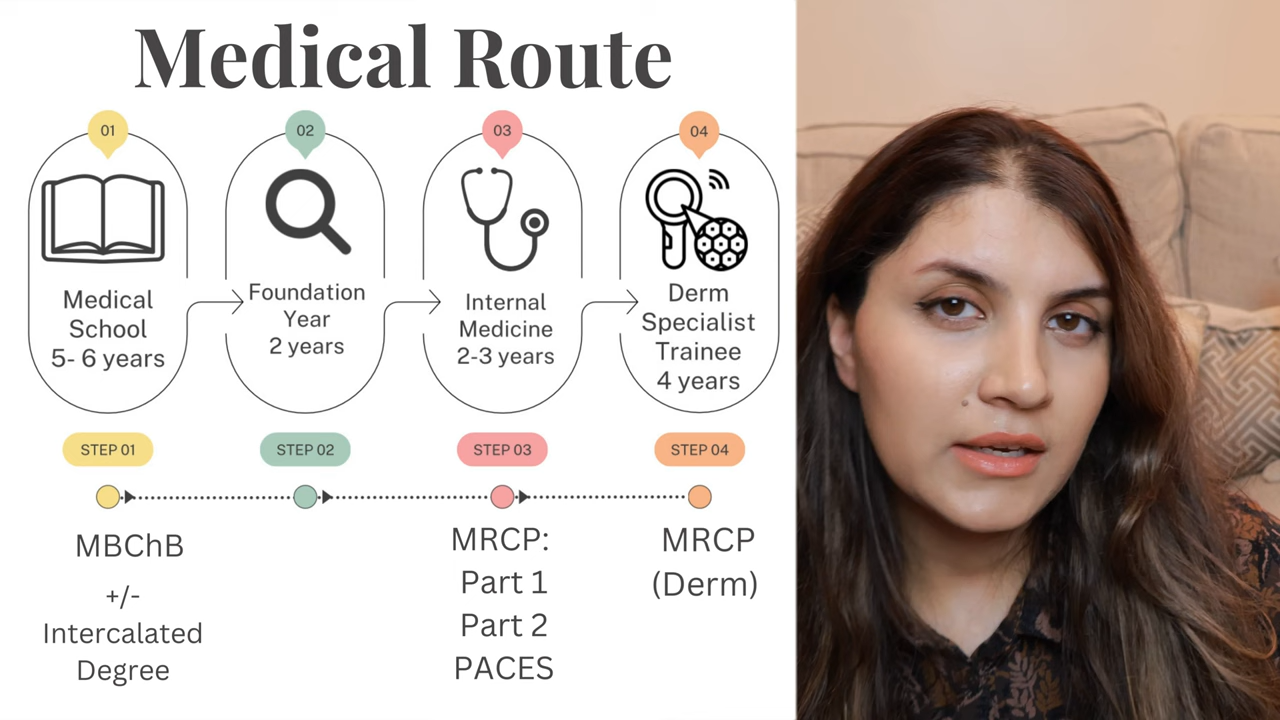 Medical Route
01
02
03
04
Medical
School
5- 6 years
Foundation
Year
2 years
Internal
Medicine
2-3 years
Derm
Specialist
Trainee
4 years
STEP 01
STEP 02
STEP 03
STEP 04
MBChB
+/-
Intercalated
Degree
MRCP:
Part 1
Part 2
PACES
MRCP
(Derm)